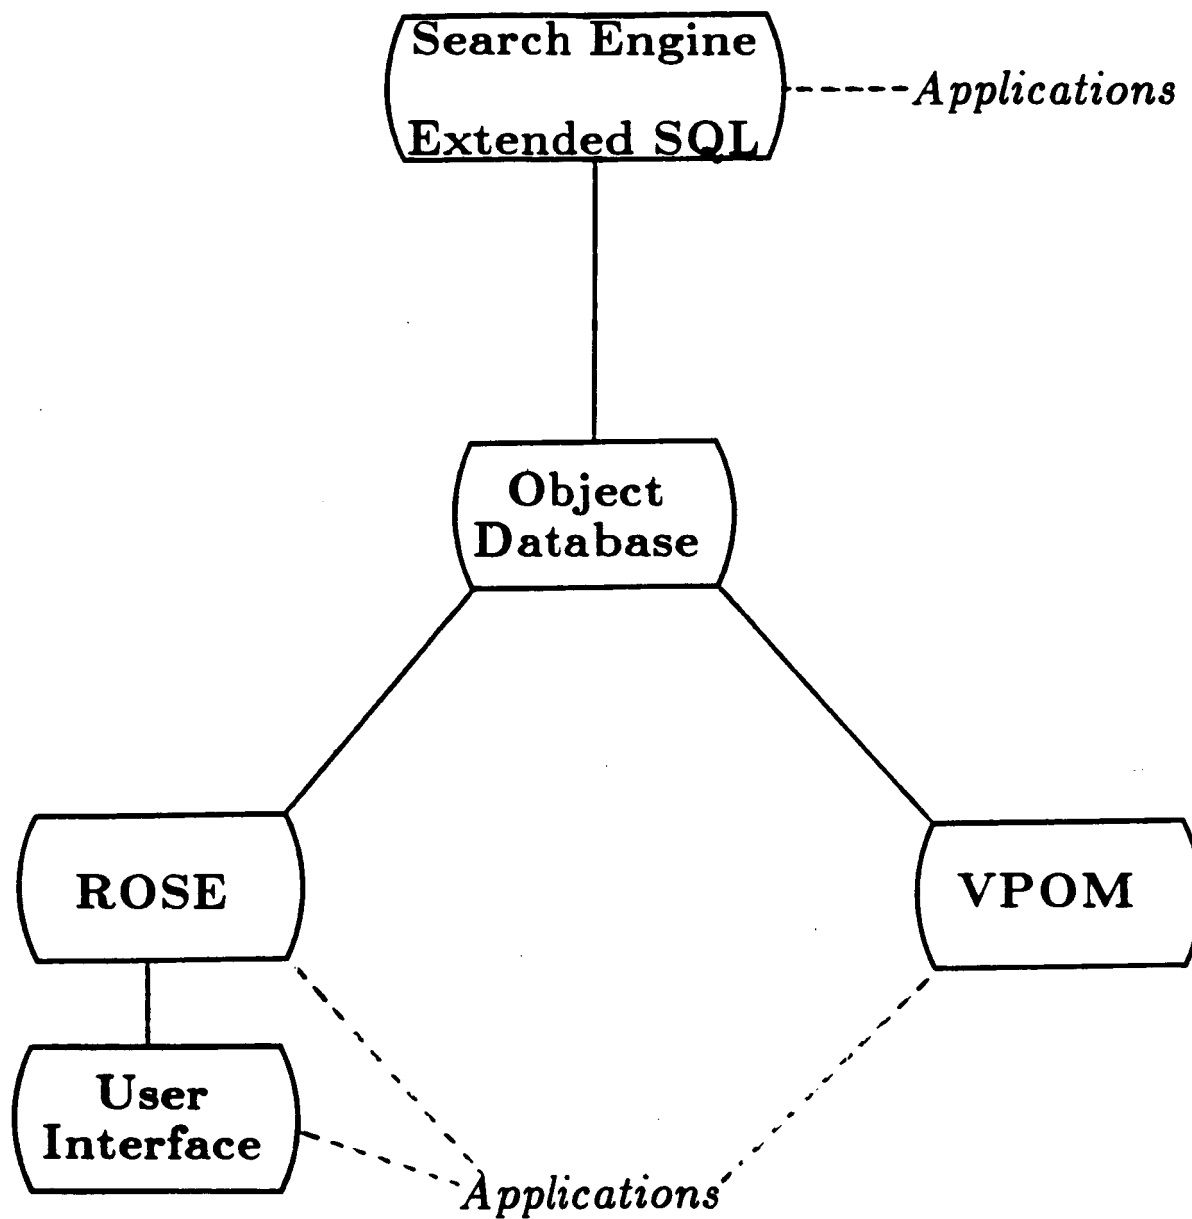 Search Engine
Applications
Extended SQL
Object
Database
ROSE
VPOM
User
Interface
Applications